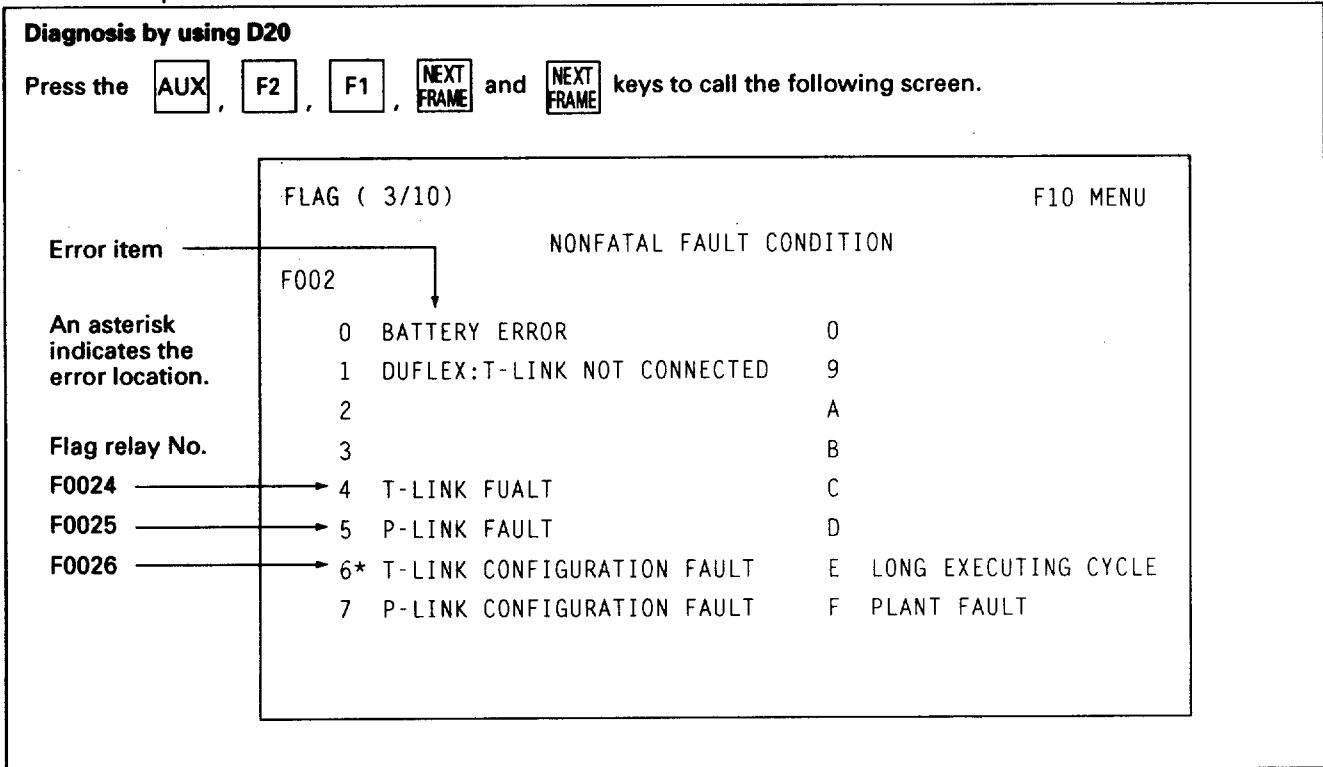 Diagnosis by using D20
Press the AUX , F2 , F1 , NEXT FRAME and NEXT FRAME keys to call the following screen.
FLAG ( 3/10) F10 MENU
Error item NONFATAL FAULT CONDITION
F002
An asterisk indicates the error location.
0 BATTERY ERROR 0
1 DUFLEX:T-LINK NOT CONNECTED 9
2 A
Flag relay No. 3 B
F0024 4 T-LINK FUALT C
F0025 5 P-LINK FAULT D
F0026 6* T-LINK CONFIGURATION FAULT E LONG EXECUTING CYCLE
7 P-LINK CONFIGURATION FAULT F PLANT FAULT